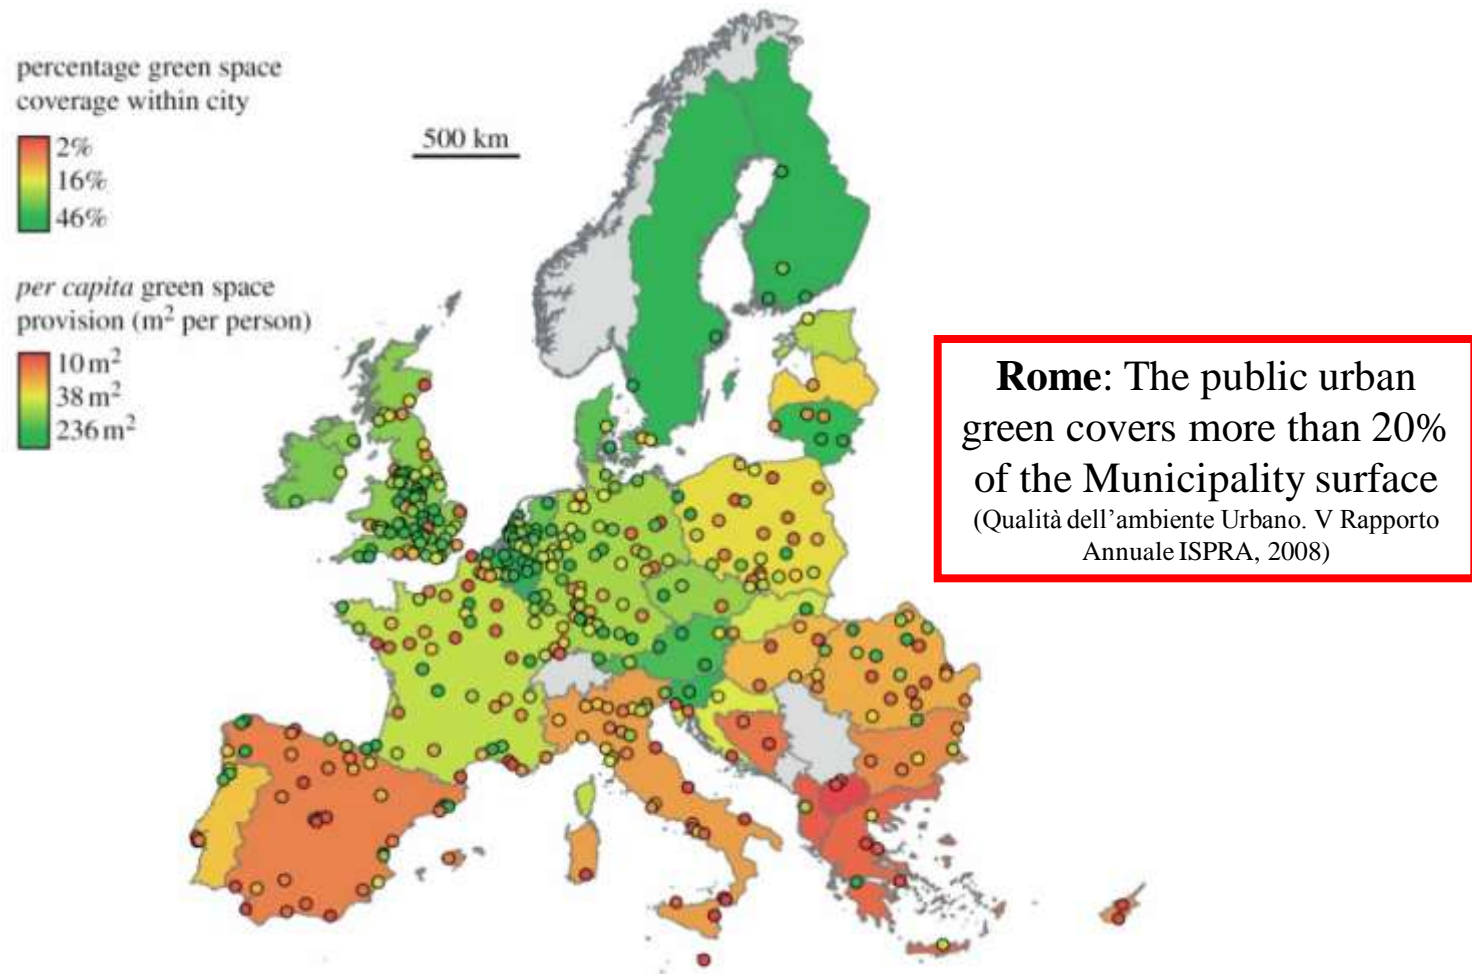 percentage green space
coverage within city
2%
16%
46%
500 km
per capita green space
provision (m² per person)
10 m²
38 m²
236 m²
Rome: The public urban
green covers more than 20%
of the Municipality surface
(Qualità dell’ambiente Urbano. V Rapporto
Annuale ISPRA, 2008)